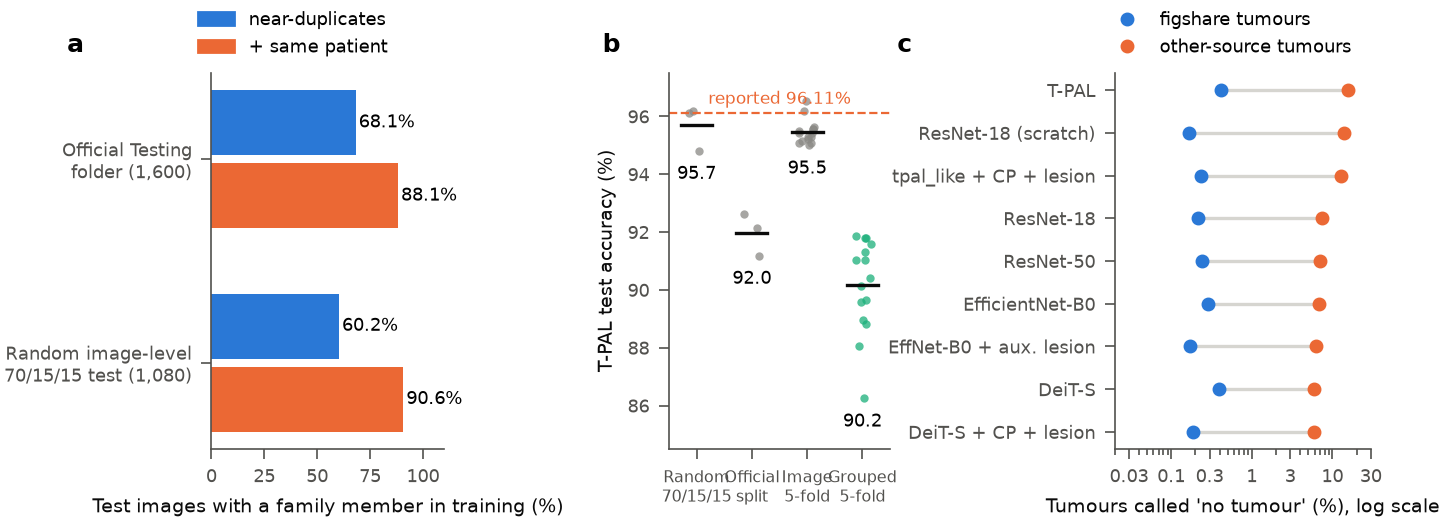 a
near-duplicates
+ same patient
Official Testing
folder (1,600)
68.1%
88.1%
Random image-level
70/15/15 test (1,080)
60.2%
90.6%
0 25 50 75 100
Test images with a family member in training (%)
b
T-PAL test accuracy (%)
96
94
92
90
88
86
reported 96.11%
95.7
92.0
95.5
90.2
Random
70/15/15
Official
split
Image
5-fold
Grouped
5-fold
c
figshare tumours
other-source tumours
T-PAL
ResNet-18 (scratch)
tpal_like + CP + lesion
ResNet-18
ResNet-50
EfficientNet-B0
EffNet-B0 + aux. lesion
DeiT-S
DeiT-S + CP + lesion
0.03 0.1 0.3 1 3 10 30
Tumours called 'no tumour' (%), log scale